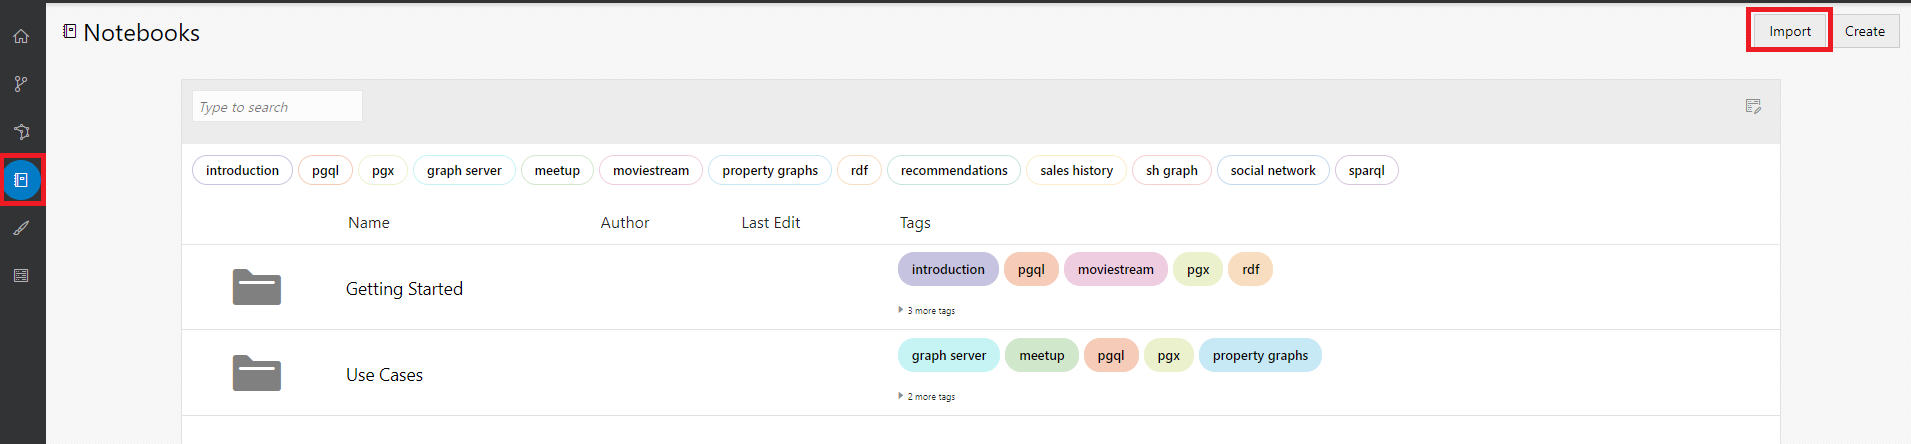 Notebooks
Import
Create
Type to search
introduction pgql pgx graph server meetup moviestream property graphs rdf recommendations sales history sh graph social network sparql
Name Author Last Edit Tags
Getting Started
introduction pgql moviestream pgx rdf
3 more tags
Use Cases
graph server meetup pgql pgx property graphs
2 more tags